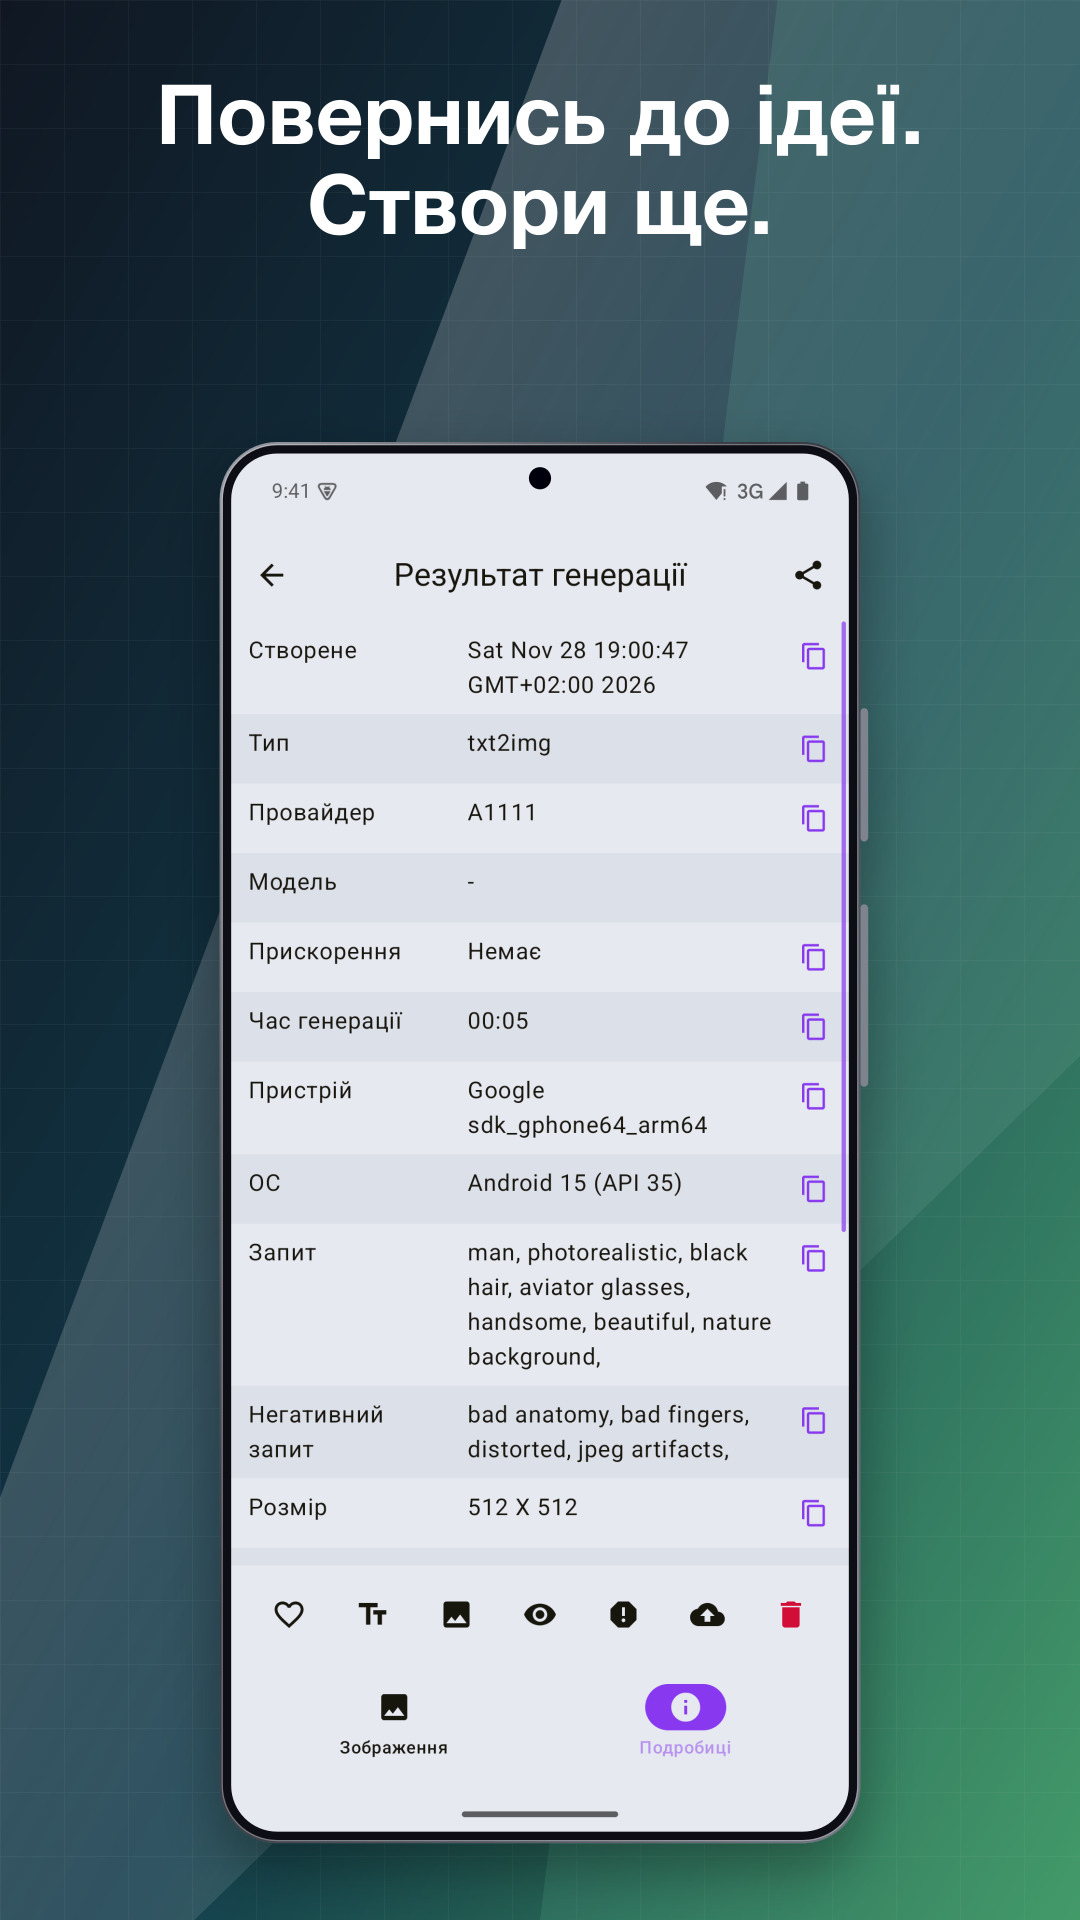 Повернись до ідеї.
Створи ще.
9:41
3G
Результат генерації
Створене
Sat Nov 28 19:00:47
GMT+02:00 2026
Тип
txt2img
Провайдер
A1111
Модель
-
Прискорення
Немає
Час генерації
00:05
Пристрій
Google
sdk_gphone64_arm64
ОС
Android 15 (API 35)
Запит
man, photorealistic, black
hair, aviator glasses,
handsome, beautiful, nature
background,
Негативний
запит
bad anatomy, bad fingers,
distorted, jpeg artifacts,
Розмір
512 X 512
Зображення
Подробиці